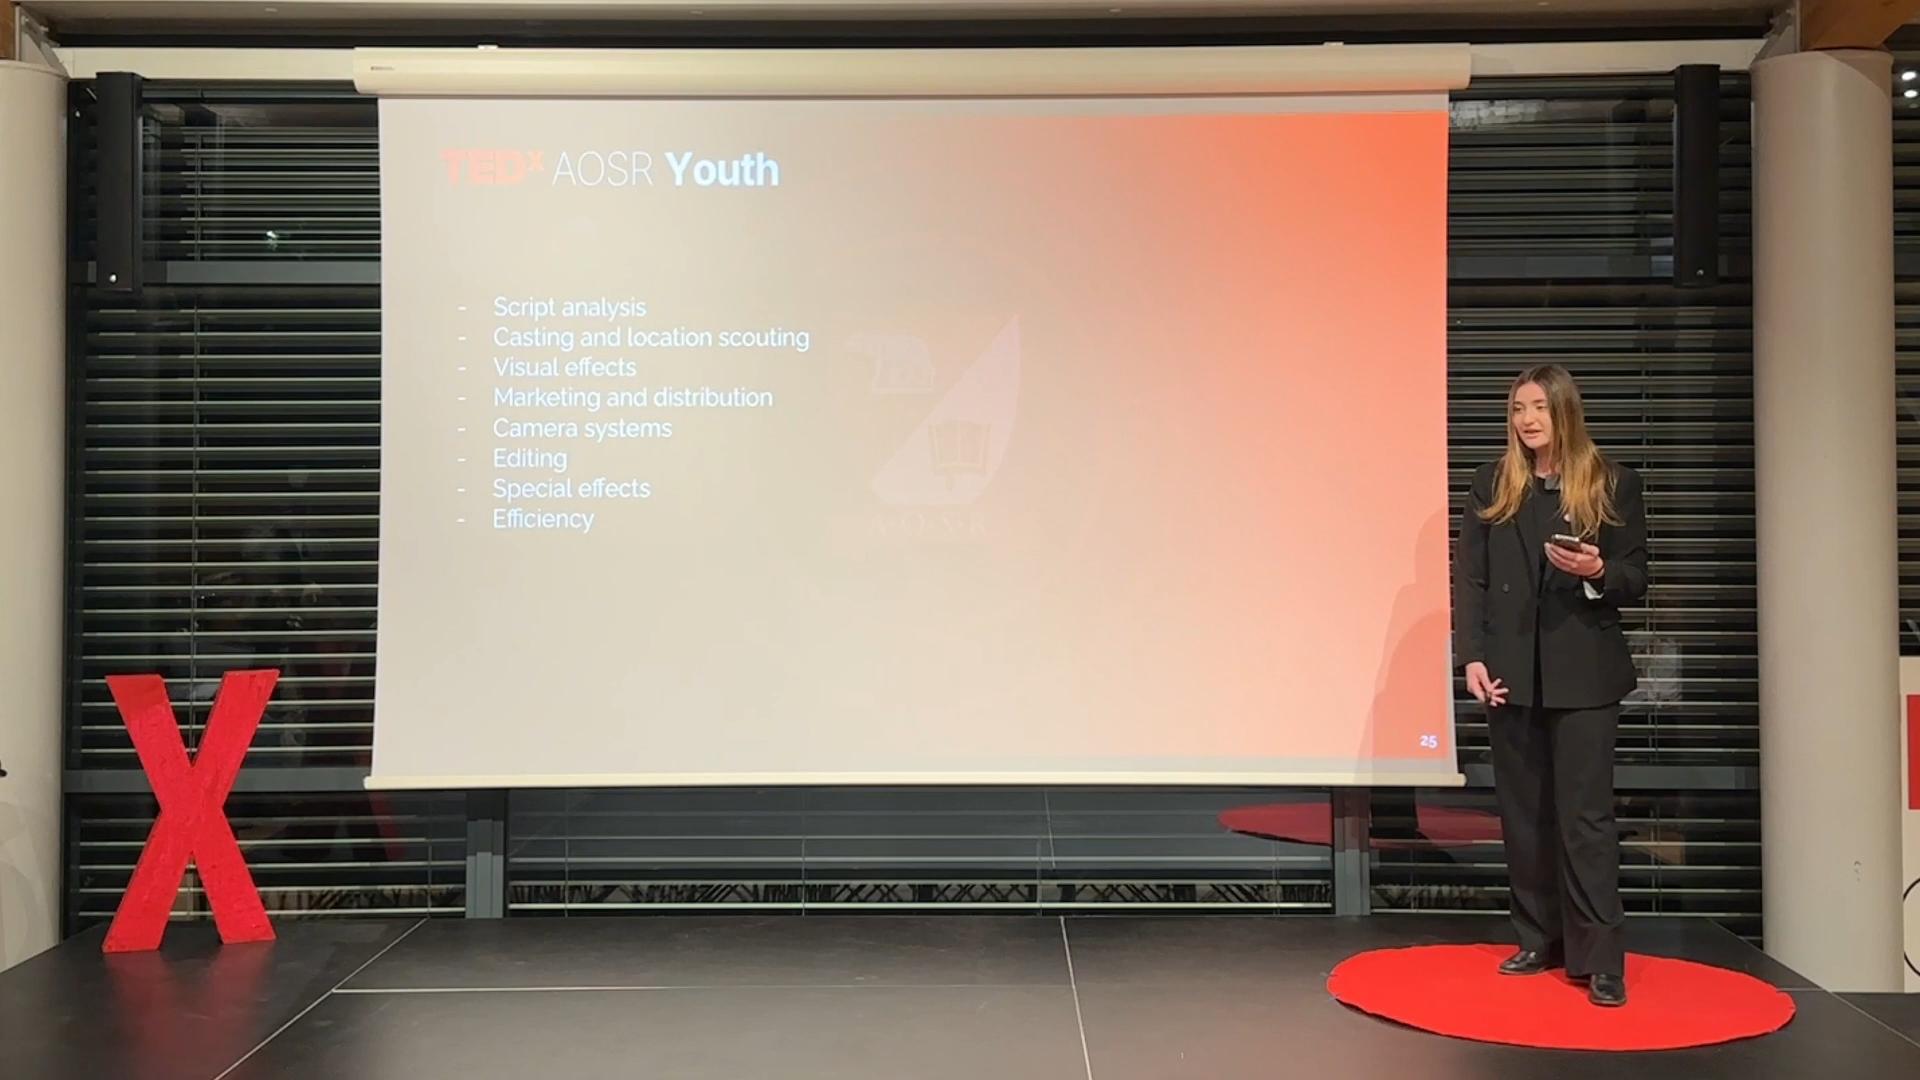 TEDx AOSR Youth
- Script analysis
- Casting and location scouting
- Visual effects
- Marketing and distribution
- Camera systems
- Editing
- Special effects
- Efficiency
A·O·S·R
25
X